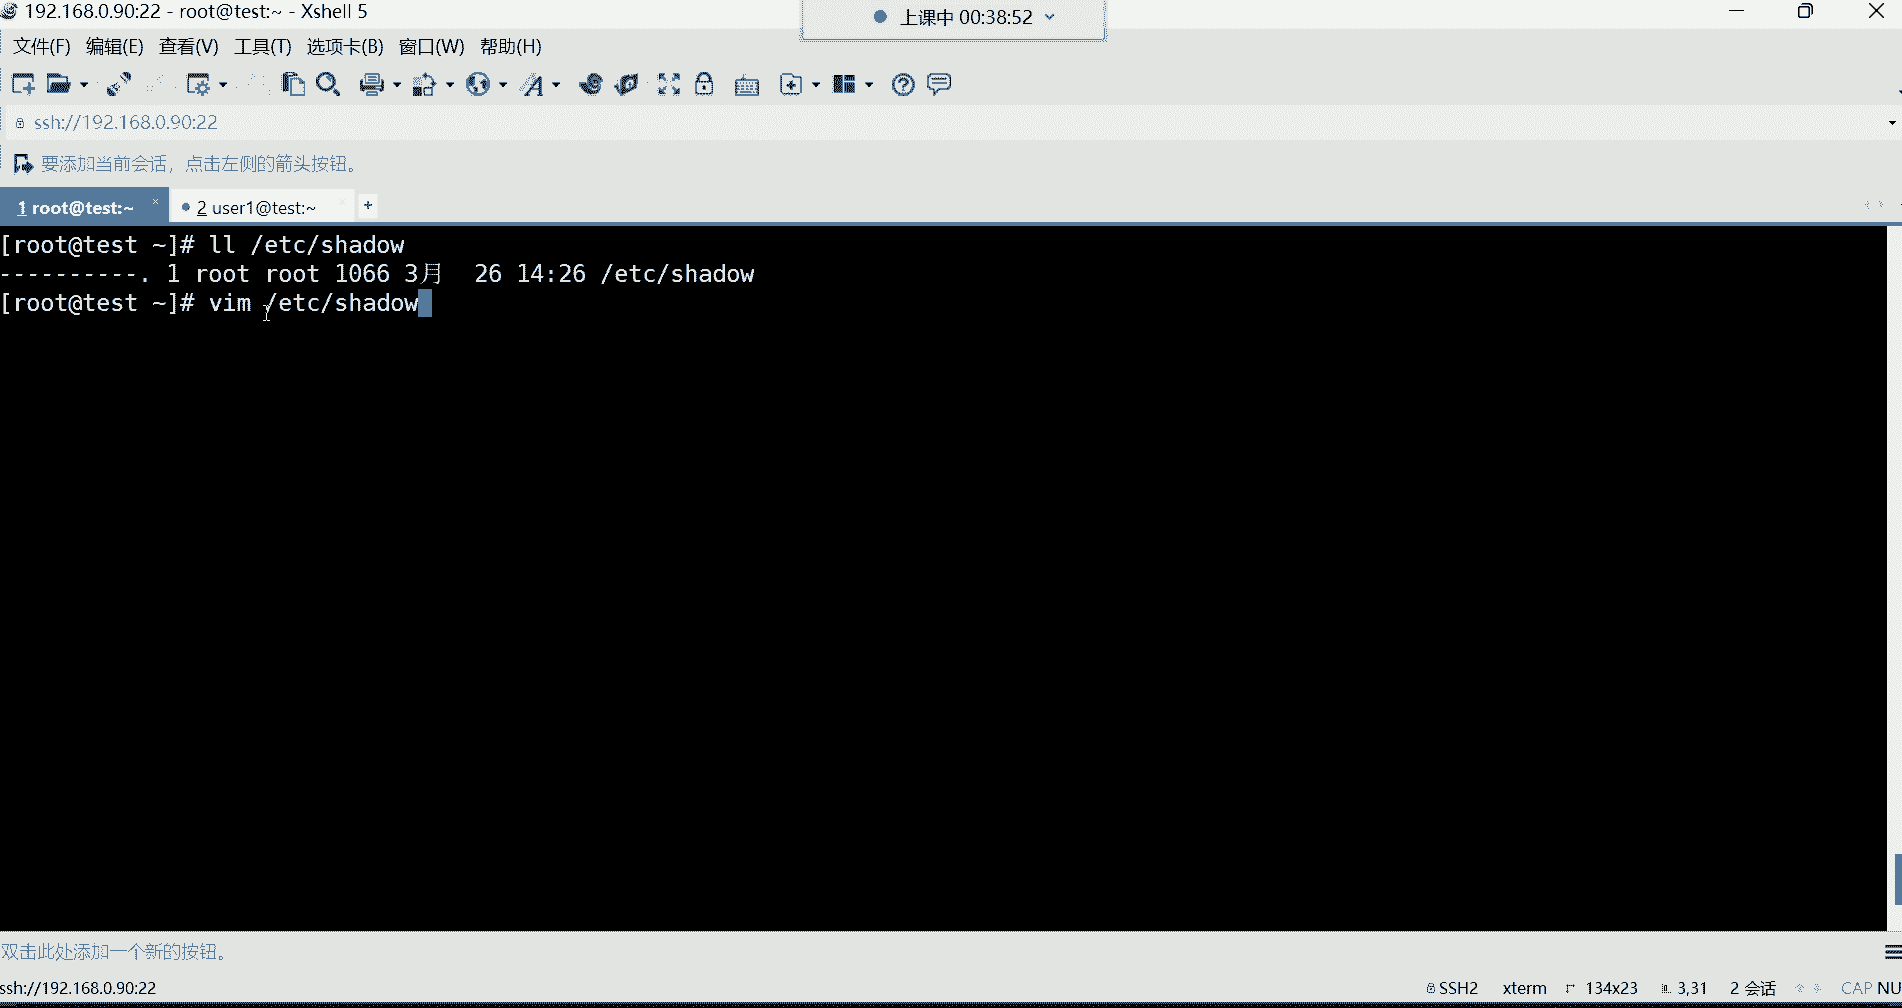 192.168.0.90:22 - root@test:~ - Xshell 5
上课中 00:38:52
文件(F) 编辑(E) 查看(V) 工具(T) 选项卡(B) 窗口(W) 帮助(H)
ssh://192.168.0.90:22
要添加当前会话，点击左侧的箭头按钮。
1 root@test:~ × 2 user1@test:~ +
[root@test ~]# ll /etc/shadow
----------. 1 root root 1066 3月  26 14:26 /etc/shadow
[root@test ~]# vim /etc/shadow
双击此处添加一个新的按钮。
ssh://192.168.0.90:22 SSH2 xterm 134x23 3,31 2 会话 CAP NU